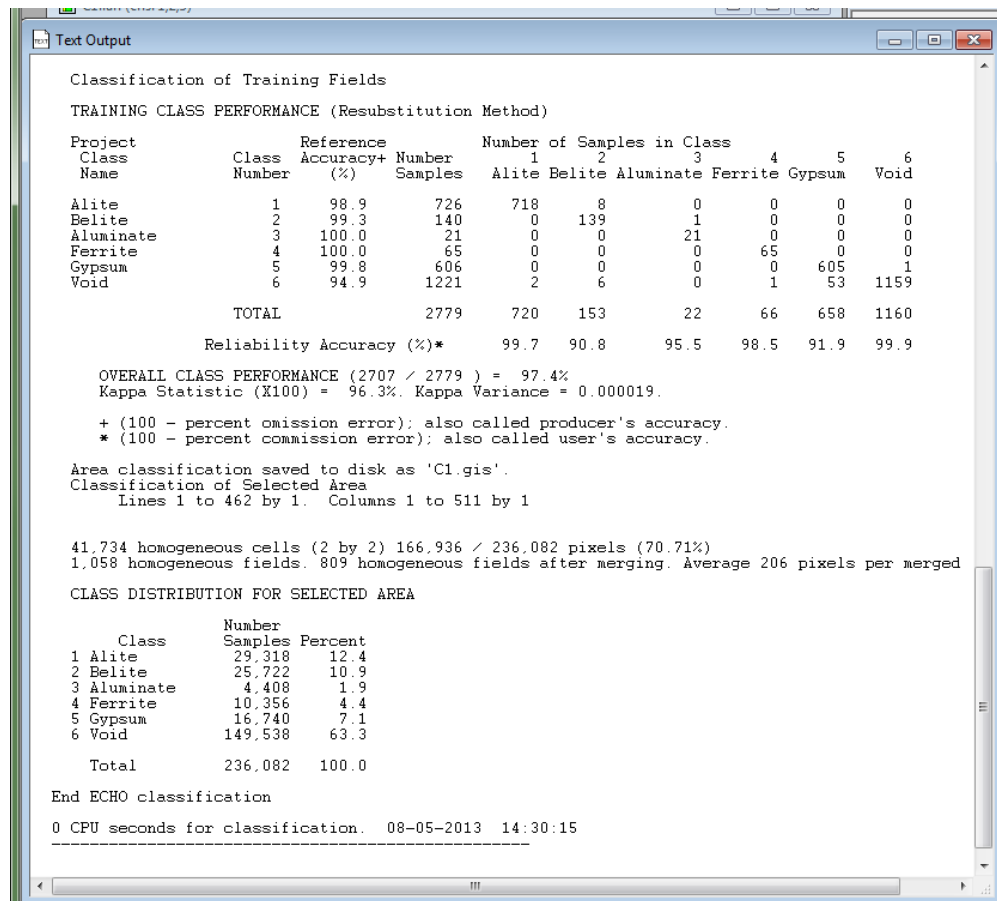 Text Output
Classification of Training Fields
TRAINING CLASS PERFORMANCE (Resubstitution Method)
Project Reference Number of Samples in Class
Class Class Accuracy+ Number 1 2 3 4 5 6
Name Number (%) Samples Alite Belite Aluminate Ferrite Gypsum Void
Alite 1 98.9 726 718 8 0 0 0 0
Belite 2 99.3 140 0 139 1 0 0 0
Aluminate 3 100.0 21 0 0 21 0 0 0
Ferrite 4 100.0 65 0 0 0 65 0 0
Gypsum 5 99.8 606 0 0 0 0 605 1
Void 6 94.9 1221 2 6 0 1 53 1159
TOTAL 2779 720 153 22 66 658 1160
Reliability Accuracy (%)* 99.7 90.8 95.5 98.5 91.9 99.9
OVERALL CLASS PERFORMANCE (2707 / 2779 ) = 97.4%
Kappa Statistic (X100) = 96.3%. Kappa Variance = 0.000019.
+ (100 - percent omission error); also called producer's accuracy.
* (100 - percent commission error); also called user's accuracy.
Area classification saved to disk as 'C1.gis'.
Classification of Selected Area
Lines 1 to 462 by 1. Columns 1 to 511 by 1
41,734 homogeneous cells (2 by 2) 166,936 / 236,082 pixels (70.71%)
1,058 homogeneous fields. 809 homogeneous fields after merging. Average 206 pixels per merged
CLASS DISTRIBUTION FOR SELECTED AREA
Number
Class Samples Percent
1 Alite 29,318 12.4
2 Belite 25,722 10.9
3 Aluminate 4,408 1.9
4 Ferrite 10,356 4.4
5 Gypsum 16,740 7.1
6 Void 149,538 63.3
Total 236,082 100.0
End ECHO classification
0 CPU seconds for classification. 08-05-2013 14:30:15